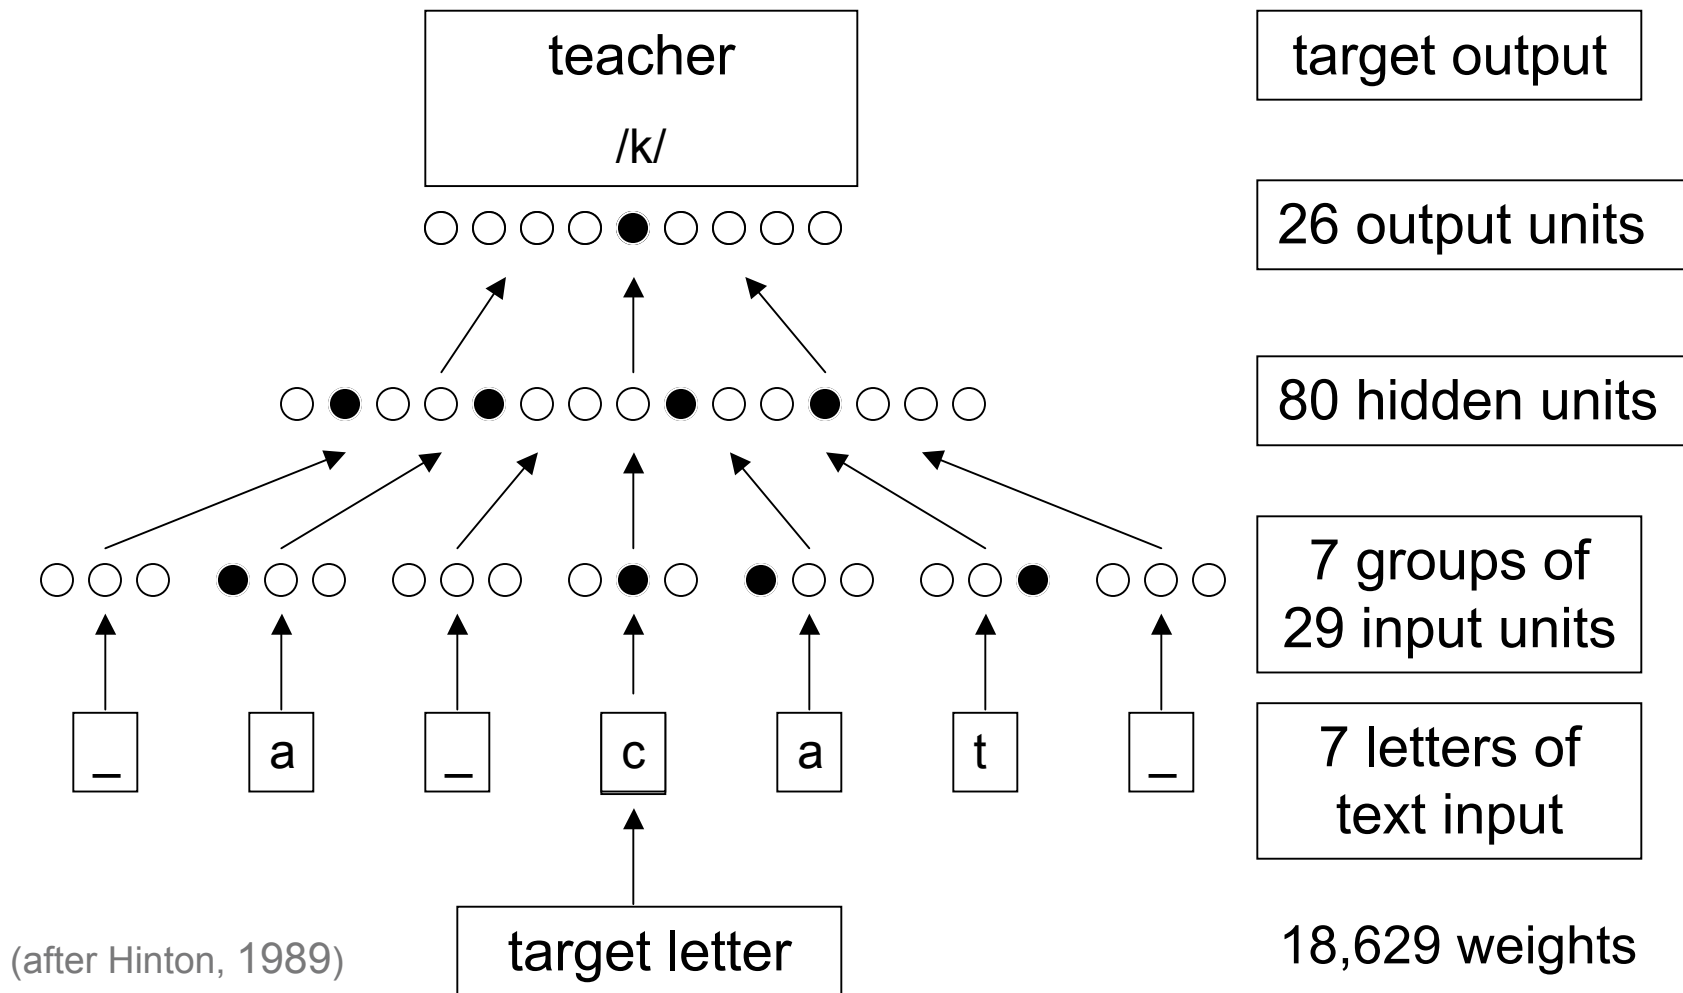 teacher
/k/
target output
26 output units
80 hidden units
7 groups of
29 input units
_ a _ c a t _
7 letters of
text input
target letter
18,629 weights
(after Hinton, 1989)